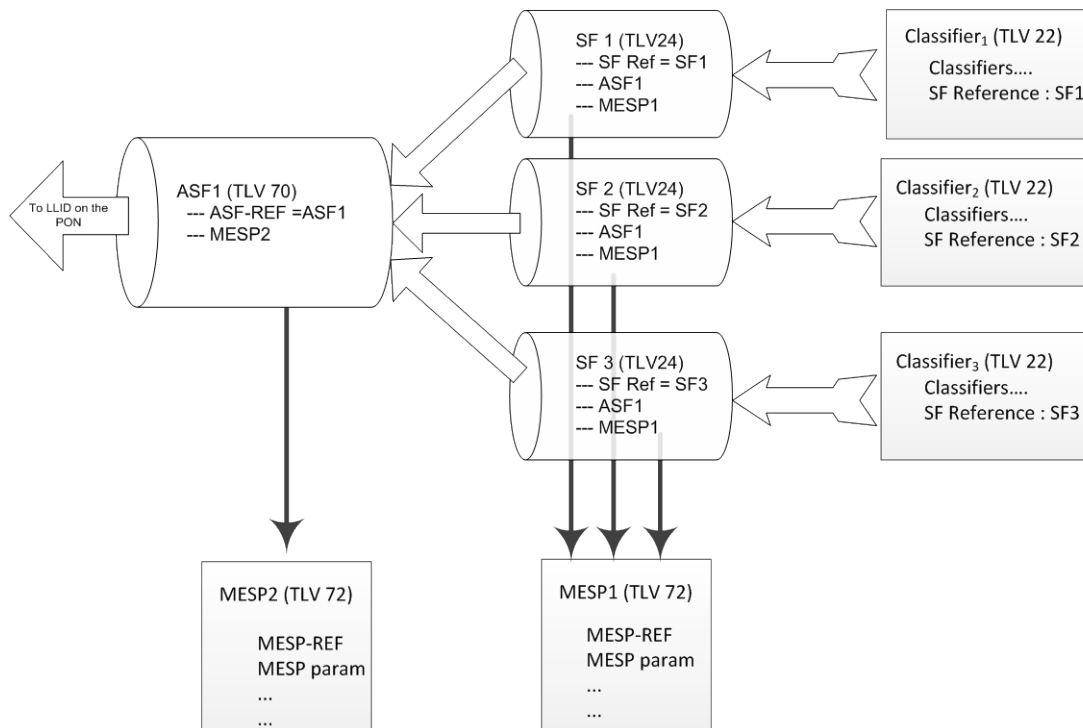 To LLID on the
PON
ASF1 (TLV 70)
--- ASF-REF =ASF1
--- MESP2
SF 1 (TLV24)
--- SF Ref = SF1
--- ASF1
--- MESP1
SF 2 (TLV24)
--- SF Ref = SF2
--- ASF1
--- MESP1
SF 3 (TLV24)
--- SF Ref = SF3
--- ASF1
--- MESP1
Classifier₁ (TLV 22)
Classifiers....
SF Reference : SF1
Classifier₂ (TLV 22)
Classifiers....
SF Reference : SF2
Classifier₃ (TLV 22)
Classifiers....
SF Reference : SF3
MESP2 (TLV 72)
MESP-REF
MESP param
...
...
MESP1 (TLV 72)
MESP-REF
MESP param
...
...